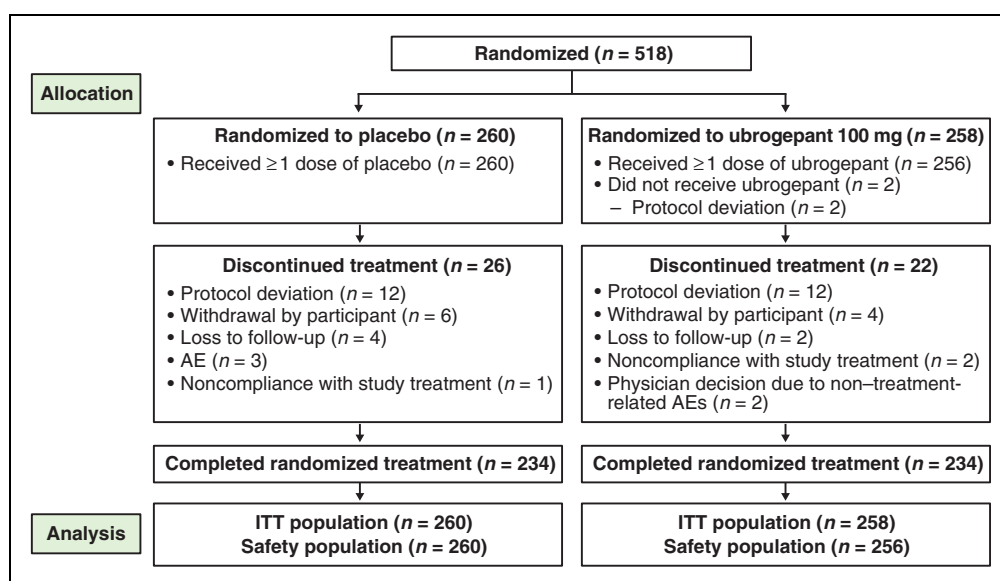 Randomized (n = 518)
Allocation
Randomized to placebo (n = 260)
• Received ≥1 dose of placebo (n = 260)
Randomized to ubrogepant 100 mg (n = 258)
• Received ≥1 dose of ubrogepant (n = 256)
• Did not receive ubrogepant (n = 2)
– Protocol deviation (n = 2)
Discontinued treatment (n = 26)
• Protocol deviation (n = 12)
• Withdrawal by participant (n = 6)
• Loss to follow-up (n = 4)
• AE (n = 3)
• Noncompliance with study treatment (n = 1)
Discontinued treatment (n = 22)
• Protocol deviation (n = 12)
• Withdrawal by participant (n = 4)
• Loss to follow-up (n = 2)
• Noncompliance with study treatment (n = 2)
• Physician decision due to non–treatment-
related AEs (n = 2)
Completed randomized treatment (n = 234)
Completed randomized treatment (n = 234)
Analysis
ITT population (n = 260)
Safety population (n = 260)
ITT population (n = 258)
Safety population (n = 256)